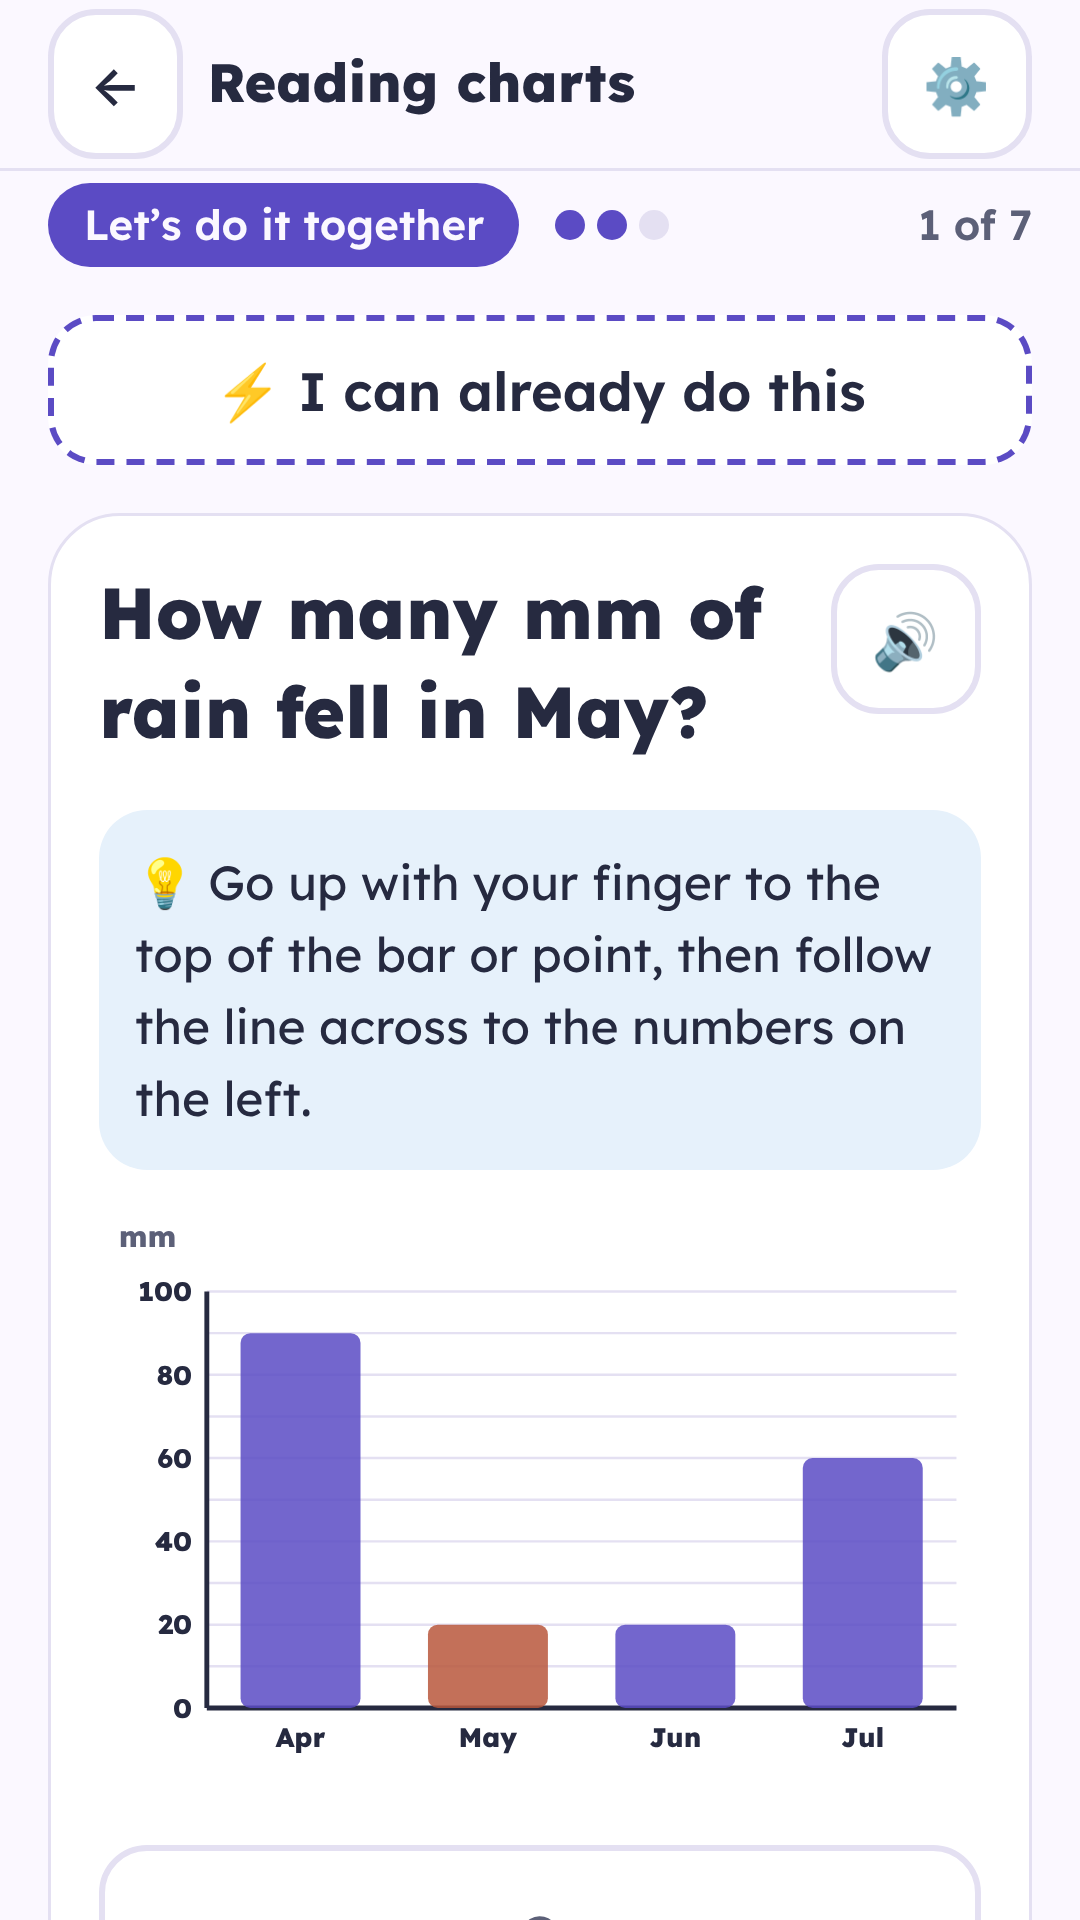 Reading charts
Let's do it together
1 of 7
⚡ I can already do this
How many mm of
rain fell in May?
💡 Go up with your finger to the
top of the bar or point, then follow
the line across to the numbers on
the left.
mm
100
80
60
40
20
0
Apr May Jun Jul